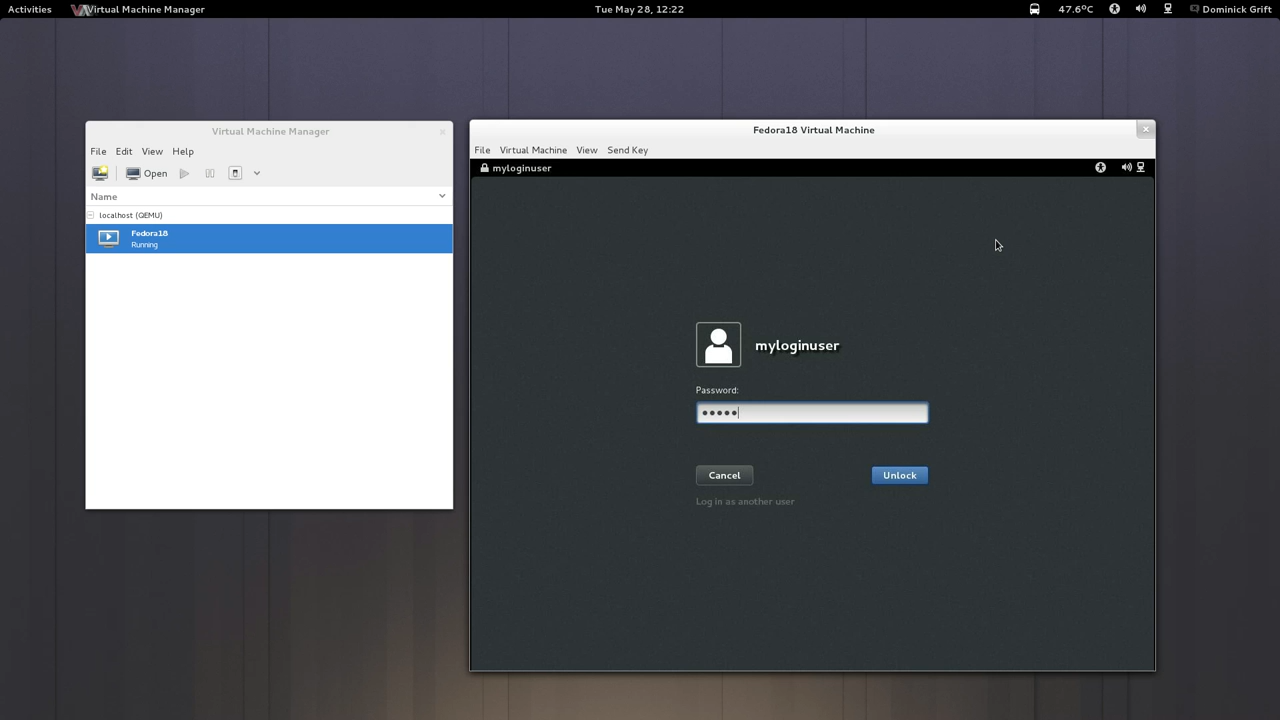 Activities Virtual Machine Manager Tue May 28, 12:22 47.6ºC Dominick Grift
Virtual Machine Manager
File Edit View Help
Open
Name
localhost (QEMU)
Fedora18
Running
Fedora18 Virtual Machine
File Virtual Machine View Send Key
myloginuser
myloginuser
Password:
•••••
Cancel Unlock
Log in as another user